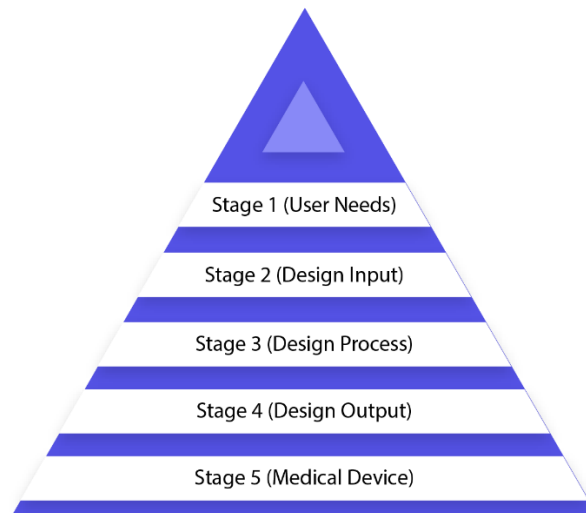 Stage 1 (User Needs)
Stage 2 (Design Input)
Stage 3 (Design Process)
Stage 4 (Design Output)
Stage 5 (Medical Device)